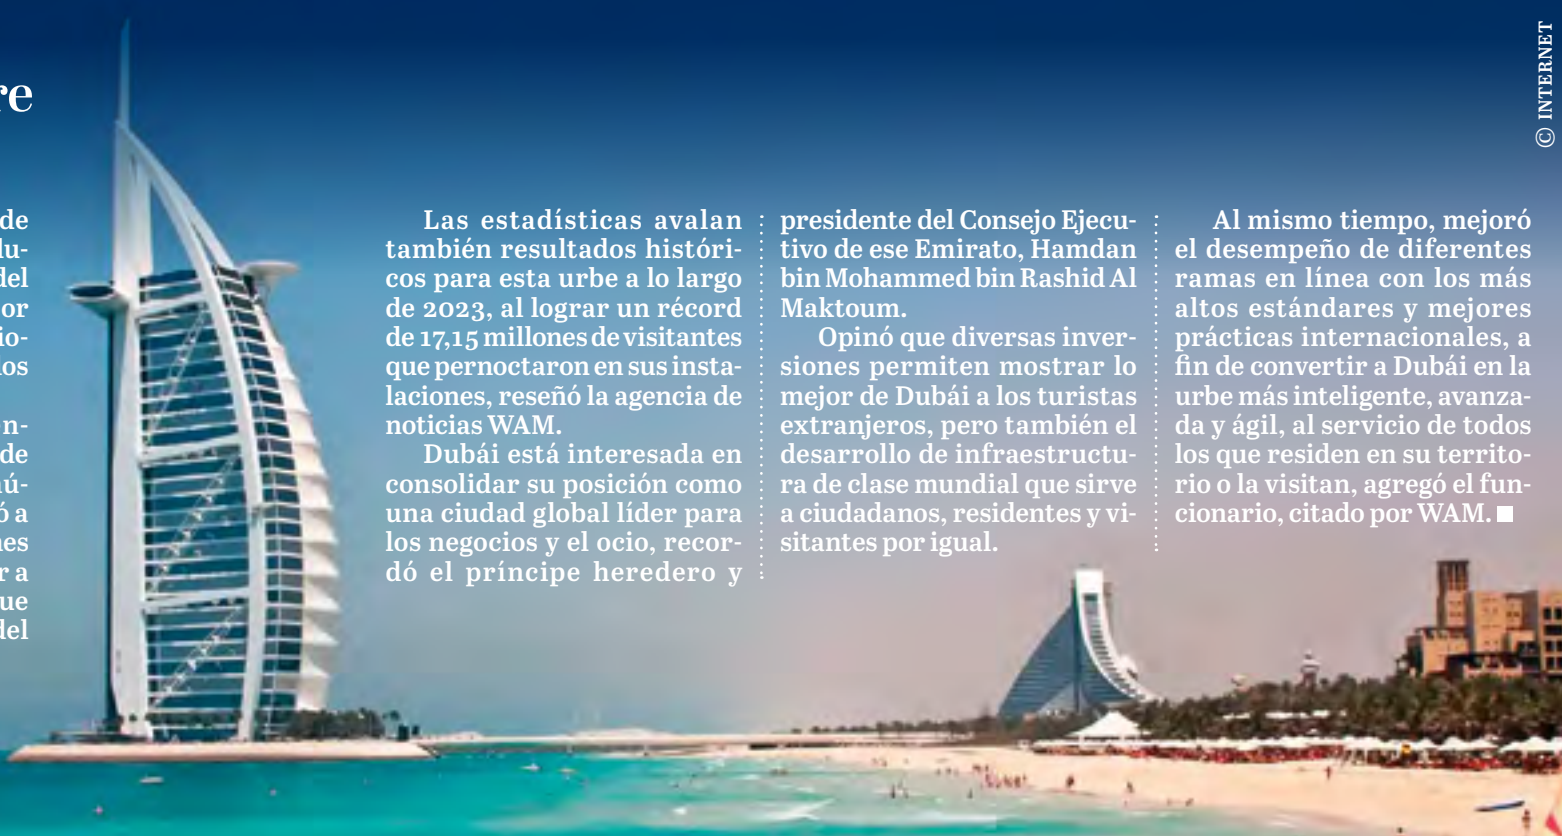 re
de
del
or
io-
los
n-
de
ó a
nes
r a
ue
del
Las estadísticas avalan
también resultados históri-
cos para esta urbe a lo largo
de 2023, al lograr un récord
de 17,15 millones de visitantes
que pernoctaron en sus insta-
laciones, reseñó la agencia de
noticias WAM.
Dubái está interesada en
consolidar su posición como
una ciudad global líder para
los negocios y el ocio, recor-
dó el príncipe heredero y
presidente del Consejo Ejecu-
tivo de ese Emirato, Hamdan
bin Mohammed bin Rashid Al
Maktoum.
Opinó que diversas inver-
siones permiten mostrar lo
mejor de Dubái a los turistas
extranjeros, pero también el
desarrollo de infraestructu-
ra de clase mundial que sirve
a ciudadanos, residentes y vi-
sitantes por igual.
Al mismo tiempo, mejoró
el desempeño de diferentes
ramas en línea con los más
altos estándares y mejores
prácticas internacionales, a
fin de convertir a Dubái en la
urbe más inteligente, avanza-
da y ágil, al servicio de todos
los que residen en su territo-
rio o la visitan, agregó el fun-
cionario, citado por WAM.
© INTERNET